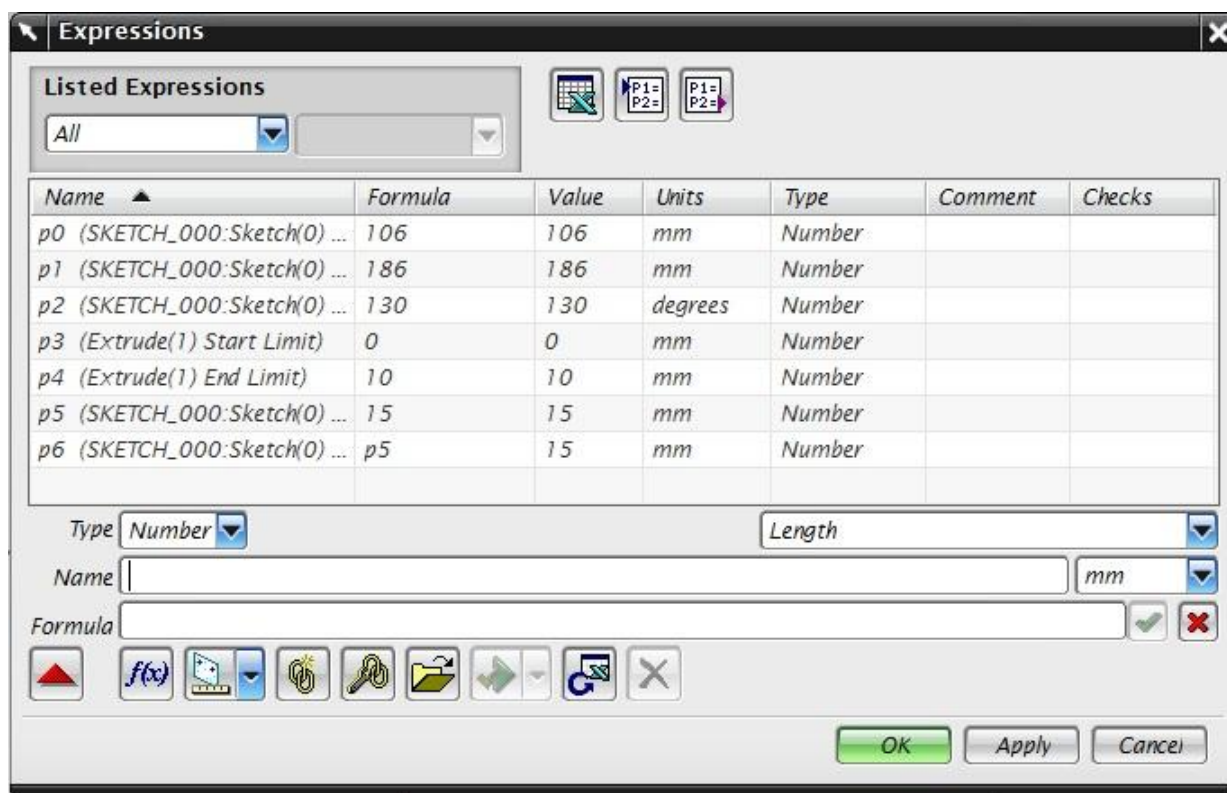 Expressions
Listed Expressions
P1= P1=
P2= P2=
All
Name Formula Value Units Type Comment Checks
p0 (SKETCH_000:Sketch(0) ... 106 106 mm Number
p1 (SKETCH_000:Sketch(0) ... 186 186 mm Number
p2 (SKETCH_000:Sketch(0) ... 130 130 degrees Number
p3 (Extrude(1) Start Limit) 0 0 mm Number
p4 (Extrude(1) End Limit) 10 10 mm Number
p5 (SKETCH_000:Sketch(0) ... 15 15 mm Number
p6 (SKETCH_000:Sketch(0) ... p5 15 mm Number
Type Number Length
Name mm
Formula
f(x)
OK Apply Cancel